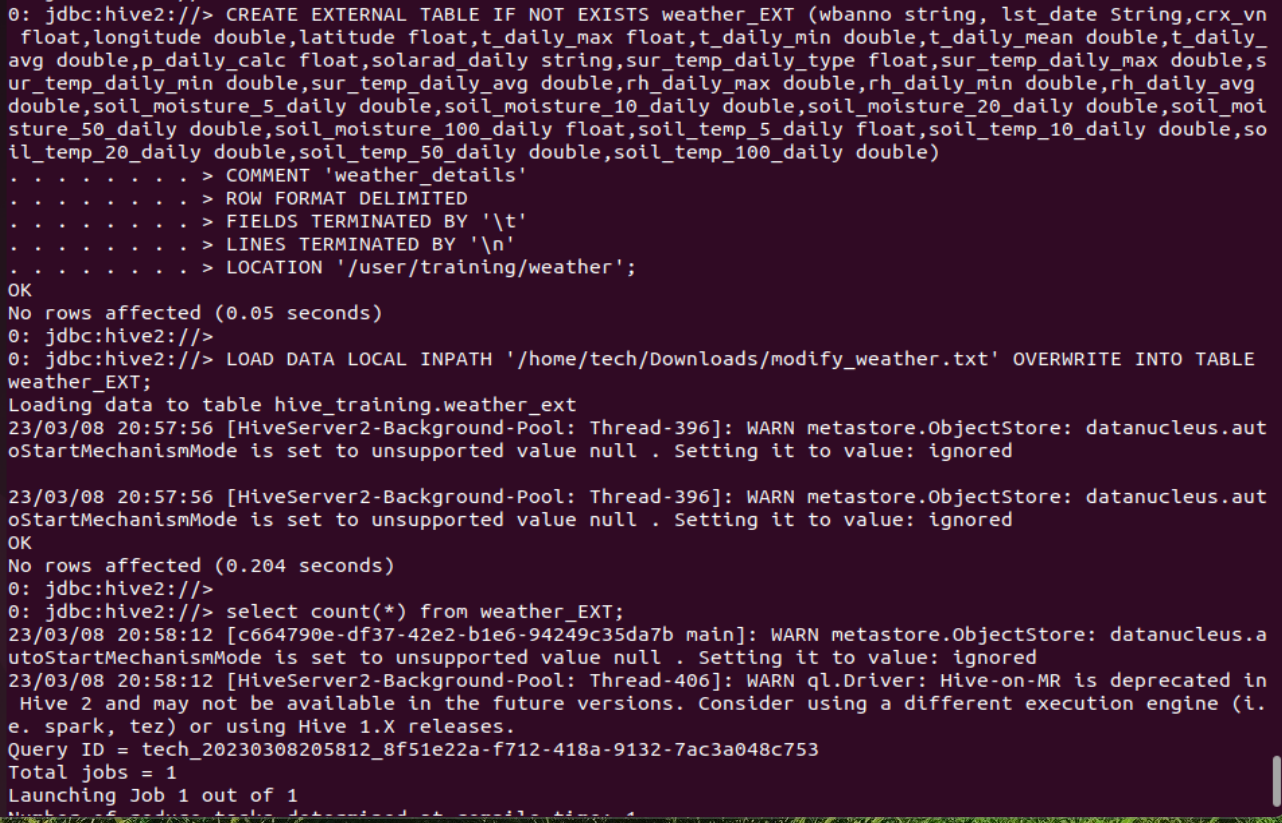 0: jdbc:hive2://> CREATE EXTERNAL TABLE IF NOT EXISTS weather_EXT (wbanno string, lst_date String,crx_vn
 float,longitude double,latitude float,t_daily_max float,t_daily_min double,t_daily_mean double,t_daily_
avg double,p_daily_calc float,solarad_daily string,sur_temp_daily_type float,sur_temp_daily_max double,s
ur_temp_daily_min double,sur_temp_daily_avg double,rh_daily_max double,rh_daily_min double,rh_daily_avg
double,soil_moisture_5_daily double,soil_moisture_10_daily double,soil_moisture_20_daily double,soil_moi
sture_50_daily double,soil_moisture_100_daily float,soil_temp_5_daily float,soil_temp_10_daily double,so
il_temp_20_daily double,soil_temp_50_daily double,soil_temp_100_daily double)
. . . . . . . . > COMMENT 'weather_details'
. . . . . . . . > ROW FORMAT DELIMITED
. . . . . . . . > FIELDS TERMINATED BY '\t'
. . . . . . . . > LINES TERMINATED BY '\n'
. . . . . . . . > LOCATION '/user/training/weather';
OK
No rows affected (0.05 seconds)
0: jdbc:hive2://>
0: jdbc:hive2://> LOAD DATA LOCAL INPATH '/home/tech/Downloads/modify_weather.txt' OVERWRITE INTO TABLE
weather_EXT;
Loading data to table hive_training.weather_ext
23/03/08 20:57:56 [HiveServer2-Background-Pool: Thread-396]: WARN metastore.ObjectStore: datanucleus.aut
oStartMechanismMode is set to unsupported value null . Setting it to value: ignored
23/03/08 20:57:56 [HiveServer2-Background-Pool: Thread-396]: WARN metastore.ObjectStore: datanucleus.aut
oStartMechanismMode is set to unsupported value null . Setting it to value: ignored
OK
No rows affected (0.204 seconds)
0: jdbc:hive2://>
0: jdbc:hive2://> select count(*) from weather_EXT;
23/03/08 20:58:12 [c664790e-df37-42e2-b1e6-94249c35da7b main]: WARN metastore.ObjectStore: datanucleus.a
utoStartMechanismMode is set to unsupported value null . Setting it to value: ignored
23/03/08 20:58:12 [HiveServer2-Background-Pool: Thread-406]: WARN ql.Driver: Hive-on-MR is deprecated in
 Hive 2 and may not be available in the future versions. Consider using a different execution engine (i.
e. spark, tez) or using Hive 1.X releases.
Query ID = tech_20230308205812_8f51e22a-f712-418a-9132-7ac3a048c753
Total jobs = 1
Launching Job 1 out of 1
Number of reduce tasks determined at compile time: 1